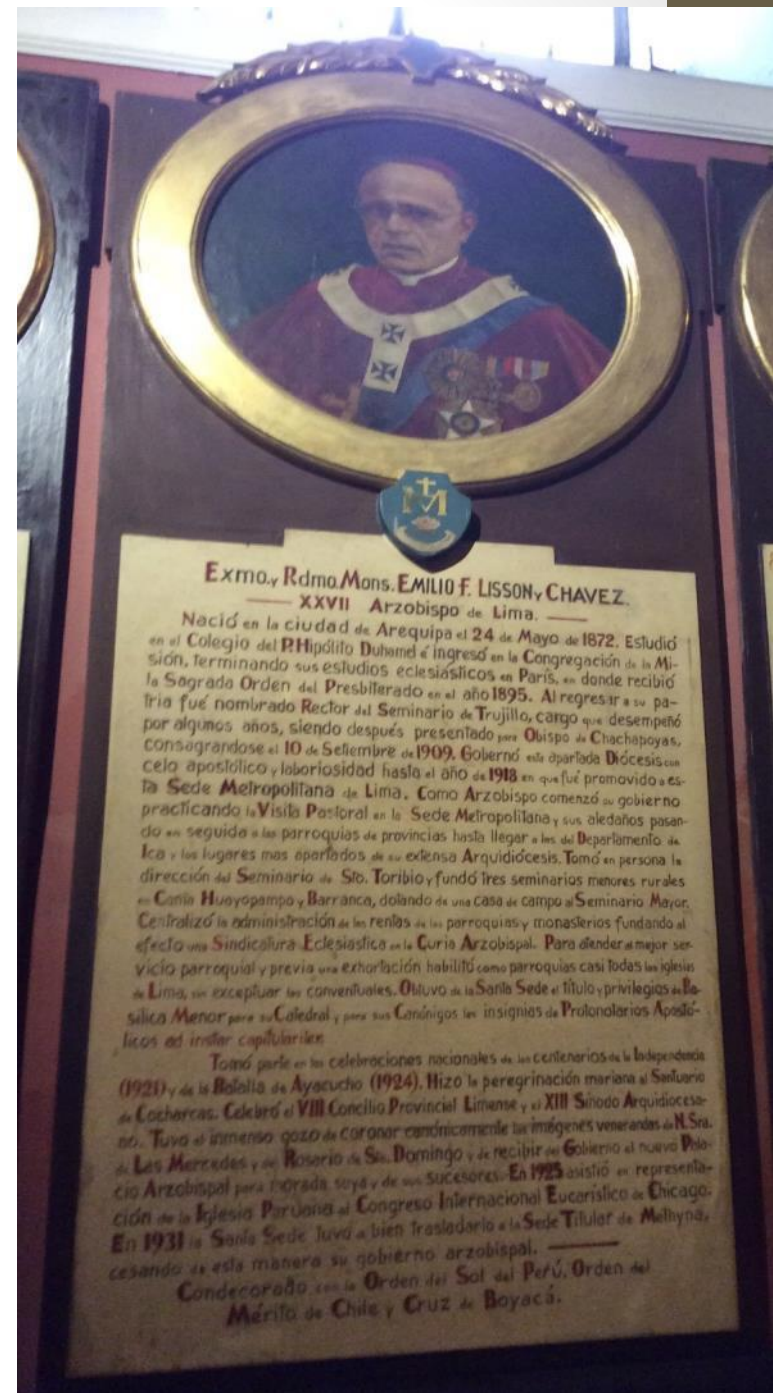 M
Exmo. y Rdmo. Mons. EMILIO F. LISSON y CHAVEZ.
XXVII Arzobispo de Lima.
Nació en la ciudad de Arequipa el 24 de Mayo de 1872. Estudió
en el Colegio del P. Hipólito Duhamel e ingresó en la Congregación de la Mi-
sión, terminando sus estudios eclesiásticos en París, en donde recibió
la Sagrada Orden del Presbiterado en el año 1895. Al regresar a su pa-
tria fué nombrado Rector del Seminario de Trujillo, cargo que desempeñó
por algunos años, siendo después presentado para Obispo de Chachapoyas,
consagrandose el 10 de Setiembre de 1909. Gobernó esta apartada Diócesis con
celo apostólico y laboriosidad hasta el año de 1918 en que fué promovido a es-
ta Sede Metropolitana de Lima. Como Arzobispo comenzó su gobierno
practicando la Visita Pastoral en la Sede Metropolitana y sus aledaños pasan-
do en seguida a las parroquias de provincias hasta llegar a las del Departamento de
Ica y los lugares mas apartados de su extensa Arquidiócesis. Tomó en persona la
dirección del Seminario de Sto. Toribio y fundó tres seminarios menores rurales
en Canta Huayopampa y Barranca, dotando de una casa de campo al Seminario Mayor.
Centralizó la administración de las rentas de las parroquias y monasterios fundando al
efecto una Sindicatura Eclesiastica en la Curia Arzobispal. Para atender al mejor ser-
vicio parroquial y previa una exhortación habilitó como parroquias casi todas las iglesias
de Lima, sin exceptuar las conventuales. Obtuvo de la Santa Sede el título y privilegios de Ba-
silica Menor para su Catedral y para sus Canónigos las insignias de Protonotarios Apostó-
licos ad instar capitulariter.
Tomó parte en las celebraciones nacionales de los centenarios de la Independencia
(1921) y de la Batalla de Ayacucho (1924). Hizo la peregrinación mariana al Santuario
de Cocharcas. Celebró el VIII Concilio Provincial Limense y el XIII Sínodo Arquidiocesa-
no. Tuvo el inmenso gozo de coronar canónicamente las imágenes venerandas de N. Sra.
de Las Mercedes y del Rosario de Sto. Domingo y de recibir del Gobierno el nuevo Pala-
cio Arzobispal para morada suya y de sus sucesores. En 1925 asistió en representa-
ción de la Iglesia Peruana al Congreso Internacional Eucarístico de Chicago.
En 1931 la Santa Sede tuvo a bien trasladarlo a la Sede Titular de Methyna,
cesando de esta manera su gobierno arzobispal.
Condecorado con la Orden del Sol del Perú, Orden del
Mérito de Chile y Cruz de Boyacá.